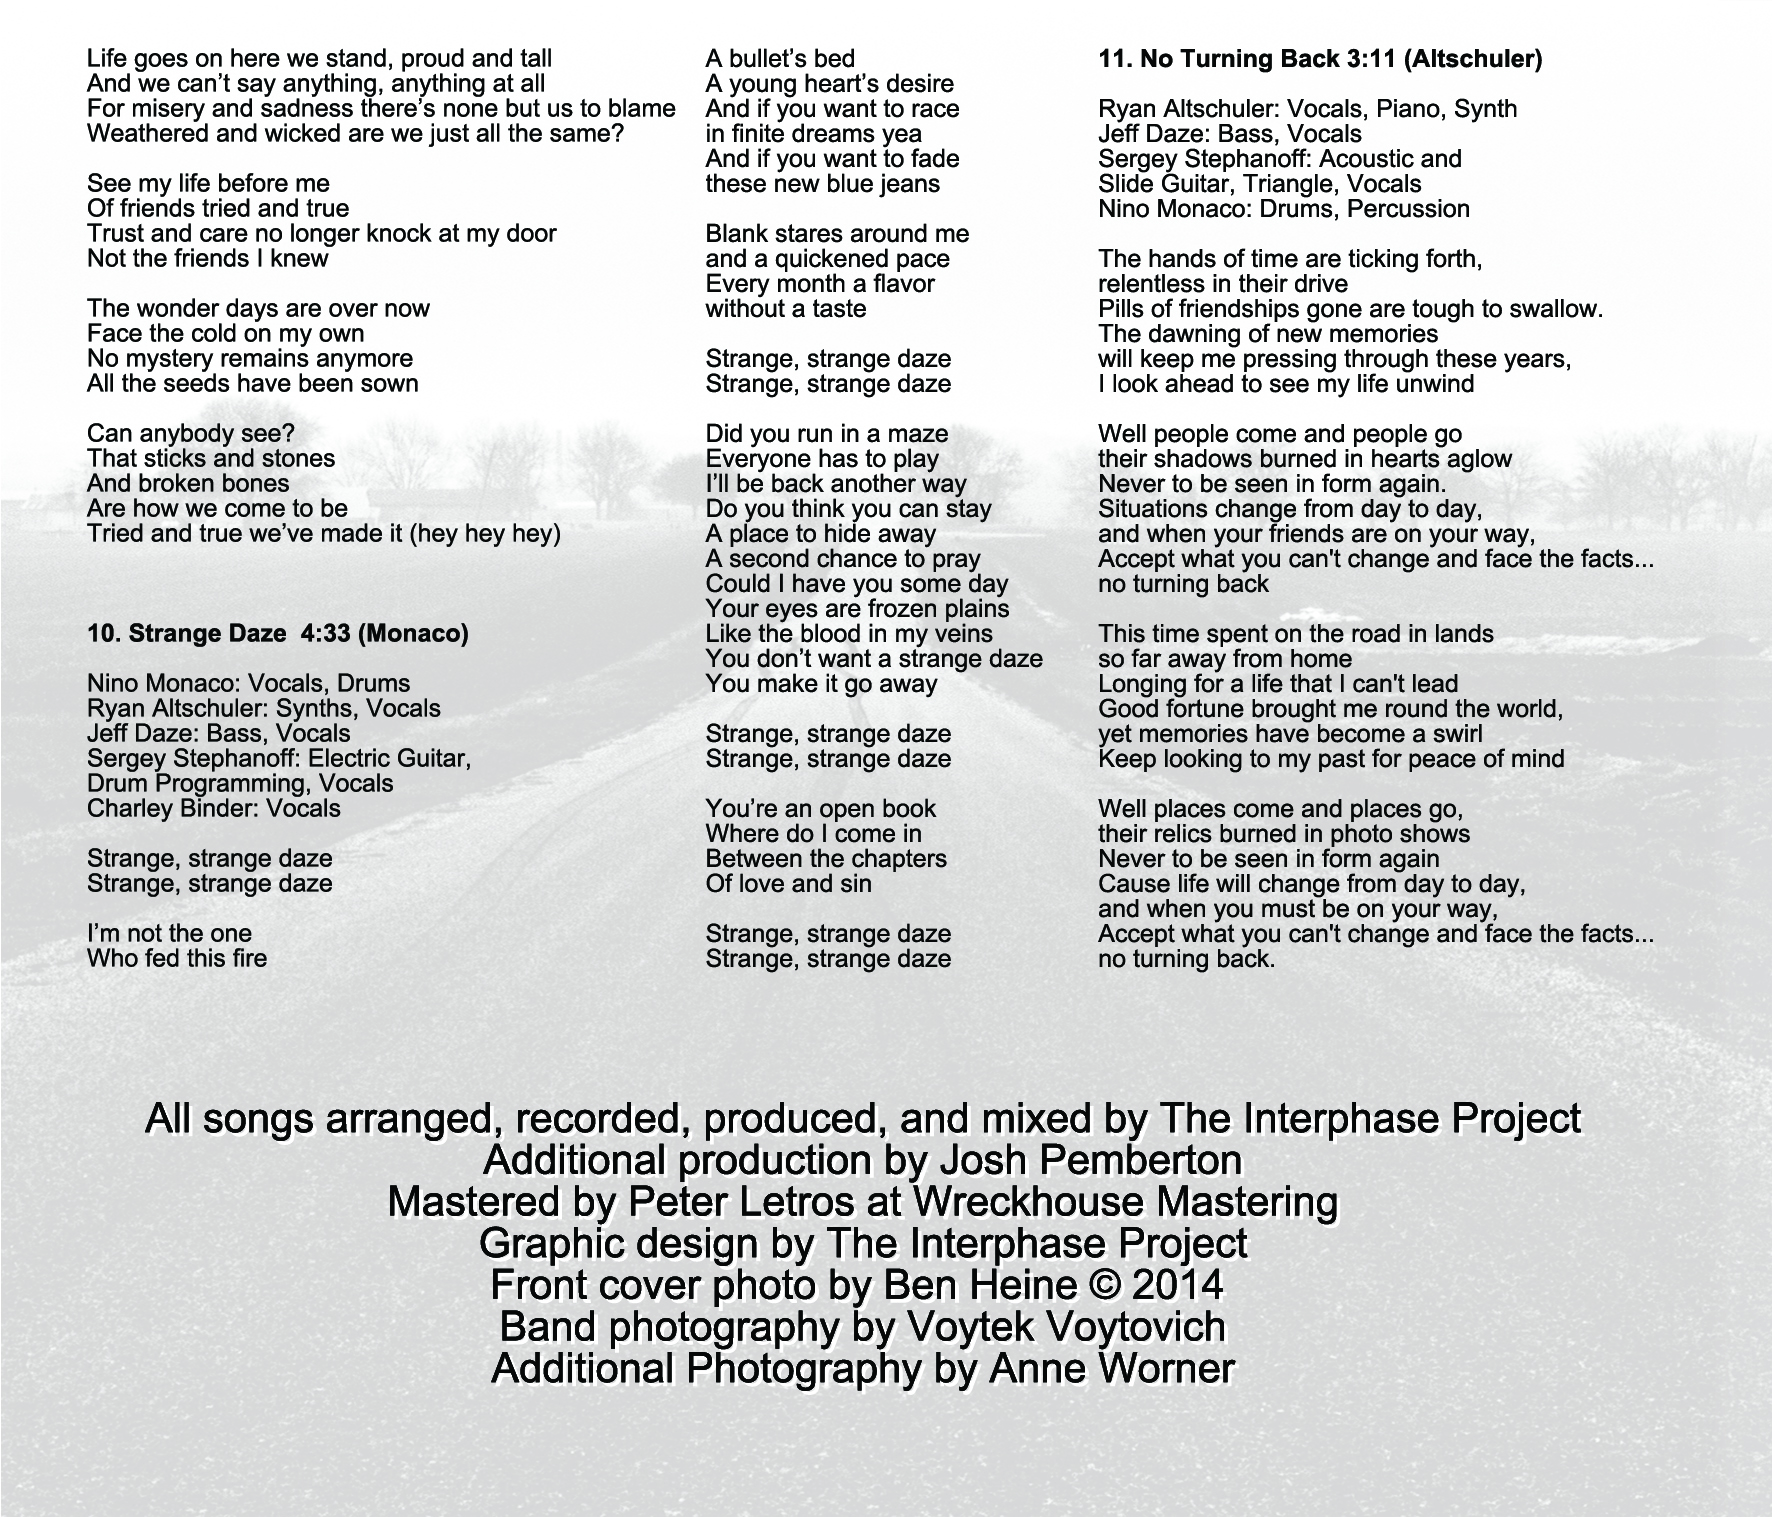 Life goes on here we stand, proud and tall
And we can’t say anything, anything at all
For misery and sadness there’s none but us to blame
Weathered and wicked are we just all the same?

See my life before me
Of friends tried and true
Trust and care no longer knock at my door
Not the friends I knew

The wonder days are over now
Face the cold on my own
No mystery remains anymore
All the seeds have been sown

Can anybody see?
That sticks and stones
And broken bones
Are how we come to be
Tried and true we’ve made it (hey hey hey)

10. Strange Daze  4:33 (Monaco)

Nino Monaco: Vocals, Drums
Ryan Altschuler: Synths, Vocals
Jeff Daze: Bass, Vocals
Sergey Stephanoff: Electric Guitar,
Drum Programming, Vocals
Charley Binder: Vocals

Strange, strange daze
Strange, strange daze

I’m not the one
Who fed this fire

A bullet’s bed
A young heart’s desire
And if you want to race
in finite dreams yea
And if you want to fade
these new blue jeans

Blank stares around me
and a quickened pace
Every month a flavor
without a taste

Strange, strange daze
Strange, strange daze

Did you run in a maze
Everyone has to play
I’ll be back another way
Do you think you can stay
A place to hide away
A second chance to pray
Could I have you some day
Your eyes are frozen plains
Like the blood in my veins
You don’t want a strange daze
You make it go away

Strange, strange daze
Strange, strange daze

You’re an open book
Where do I come in
Between the chapters
Of love and sin

Strange, strange daze
Strange, strange daze

11. No Turning Back 3:11 (Altschuler)

Ryan Altschuler: Vocals, Piano, Synth
Jeff Daze: Bass, Vocals
Sergey Stephanoff: Acoustic and
Slide Guitar, Triangle, Vocals
Nino Monaco: Drums, Percussion

The hands of time are ticking forth,
relentless in their drive
Pills of friendships gone are tough to swallow.
The dawning of new memories
will keep me pressing through these years,
I look ahead to see my life unwind

Well people come and people go
their shadows burned in hearts aglow
Never to be seen in form again.
Situations change from day to day,
and when your friends are on your way,
Accept what you can't change and face the facts...
no turning back

This time spent on the road in lands
so far away from home
Longing for a life that I can't lead
Good fortune brought me round the world,
yet memories have become a swirl
Keep looking to my past for peace of mind

Well places come and places go,
their relics burned in photo shows
Never to be seen in form again
Cause life will change from day to day,
and when you must be on your way,
Accept what you can't change and face the facts...
no turning back.

All songs arranged, recorded, produced, and mixed by The Interphase Project
Additional production by Josh Pemberton
Mastered by Peter Letros at Wreckhouse Mastering
Graphic design by The Interphase Project
Front cover photo by Ben Heine © 2014
Band photography by Voytek Voytovich
Additional Photography by Anne Worner